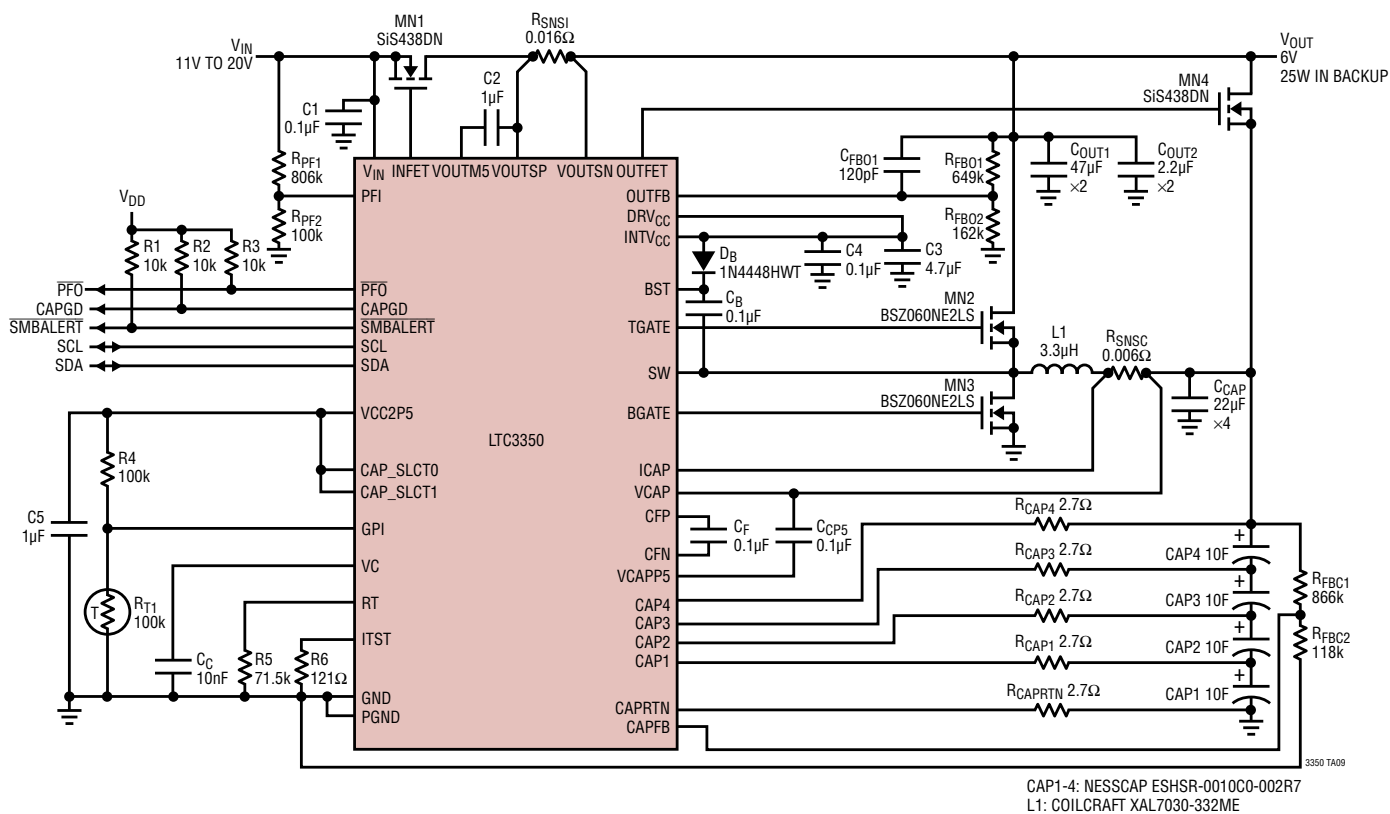 MN1
SiS438DN
RSNSI
0.016Ω
VIN
11V TO 20V
VOUT
6V
25W IN BACKUP
MN4
SiS438DN
C1
0.1µF
C2
1µF
RPF1
806k
RPF2
100k
VIN INFET VOUTM5 VOUTSP VOUTSN OUTFET
CFBO1
120pF
RFBO1
649k
COUT1
47µF
×2
COUT2
2.2µF
×2
RFBO2
162k
PFI
OUTFB
DRVCC
INTVCC
VDD
R1
10k
R2
10k
R3
10k
DB
1N4448HWT
C4
0.1µF
C3
4.7µF
PFO
PFO
BST
CAPGD
CAPGD
CB
0.1µF
SMBALERT
SMBALERT
TGATE
MN2
BSZ060NE2LS
SCL
SCL
SDA
SDA
SW
L1
3.3µH
RSNSC
0.006Ω
CCAP
22µF
×4
MN3
BSZ060NE2LS
VCC2P5
BGATE
LTC3350
R4
100k
CAP_SLCT0
CAP_SLCT1
ICAP
VCAP
C5
1µF
GPI
CFP
CF
0.1µF
CCP5
0.1µF
CFN
VC
VCAPP5
RCAP4 2.7Ω
RCAP3 2.7Ω
RCAP2 2.7Ω
RCAP1 2.7Ω
RCAPRTN 2.7Ω
+
CAP4 10F
+
CAP3 10F
+
CAP2 10F
+
CAP1 10F
RFBC1
866k
RFBC2
118k
T
RT1
100k
RT
CAP4
CAP3
CAP2
CAP1
ITST
CC
10nF
R5
71.5k
R6
121Ω
GND
PGND
CAPRTN
CAPFB
3350 TA09
CAP1-4: NESSCAP ESHSR-0010C0-002R7
L1: COILCRAFT XAL7030-332ME